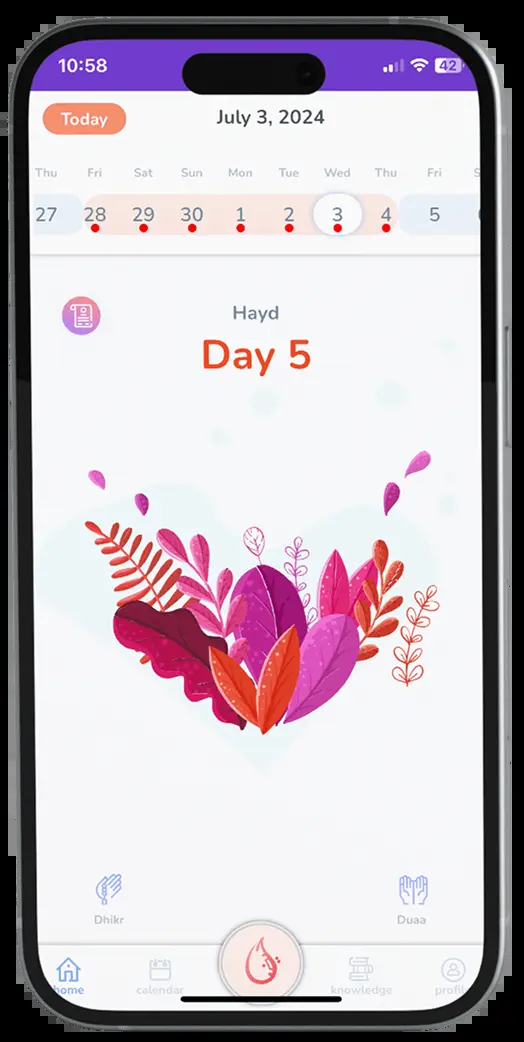 10:58
42
Today
July 3, 2024
Thu Fri Sat Sun Mon Tue Wed Thu Fri S
27 28 29 30 1 2 3 4 5
Hayd
Day 5
Dhikr
Duaa
home
calendar
knowledge
profil